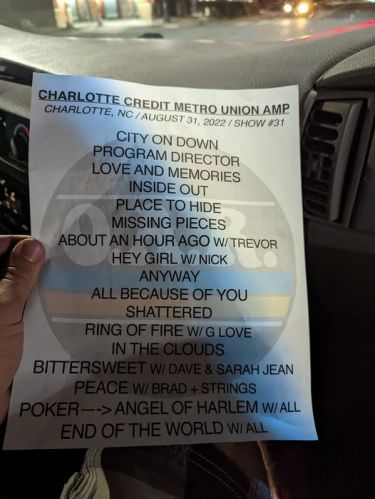 CHARLOTTE CREDIT METRO UNION AMP
CHARLOTTE, NC / AUGUST 31, 2022 / SHOW #31
CITY ON DOWN
PROGRAM DIRECTOR
LOVE AND MEMORIES
INSIDE OUT
PLACE TO HIDE
MISSING PIECES
ABOUT AN HOUR AGO W/ TREVOR
HEY GIRL W/ NICK
ANYWAY
ALL BECAUSE OF YOU
SHATTERED
RING OF FIRE W/ G LOVE
IN THE CLOUDS
BITTERSWEET W/ DAVE & SARAH JEAN
PEACE W/ BRAD + STRINGS
POKER ----> ANGEL OF HARLEM W/ ALL
END OF THE WORLD W/ ALL
O.A.R.